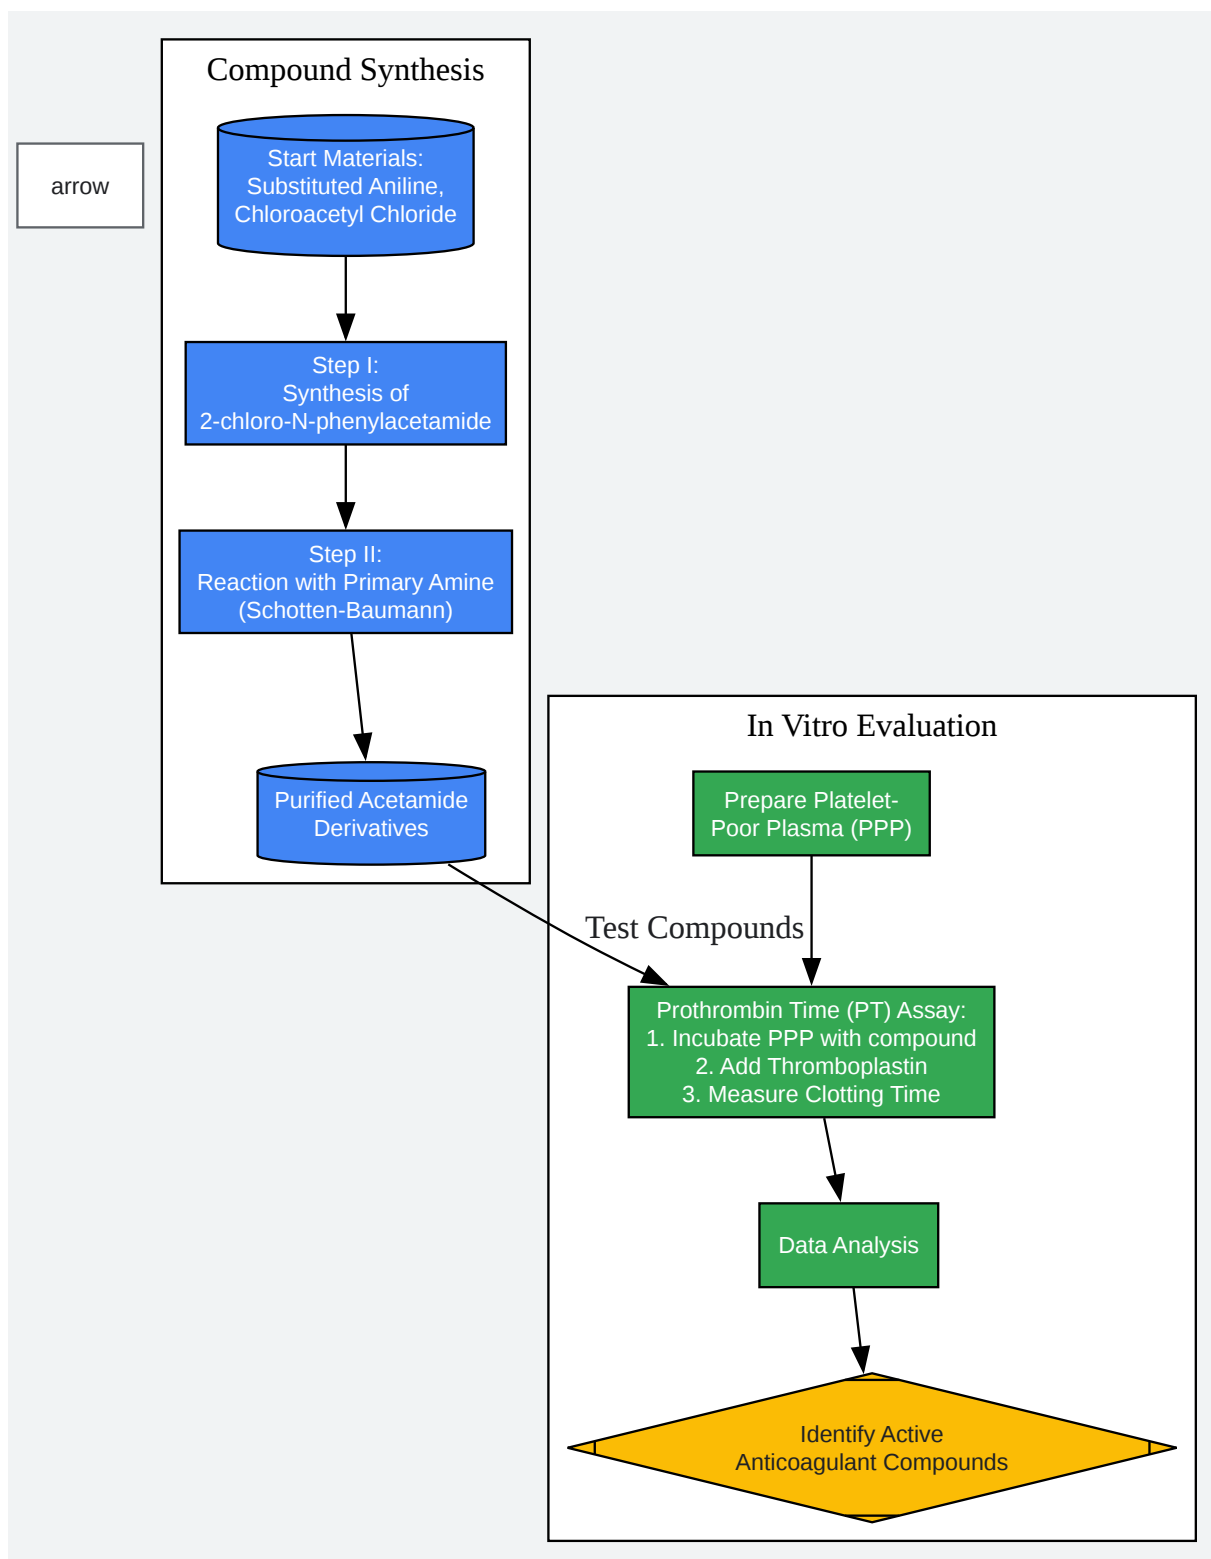 Compound Synthesis
arrow
Start Materials:
Substituted Aniline,
Chloroacetyl Chloride
Step I:
Synthesis of
2-chloro-N-phenylacetamide
Step II:
Reaction with Primary Amine
(Schotten-Baumann)
Purified Acetamide
Derivatives
In Vitro Evaluation
Prepare Platelet-
Poor Plasma (PPP)
Test Compounds
Prothrombin Time (PT) Assay:
1. Incubate PPP with compound
2. Add Thromboplastin
3. Measure Clotting Time
Data Analysis
Identify Active
Anticoagulant Compounds